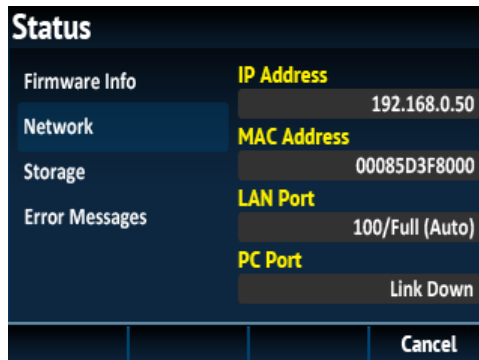 Status
Firmware Info
Network
Storage
Error Messages
IP Address
192.168.0.50
MAC Address
00085D3F8000
LAN Port
100/Full (Auto)
PC Port
Link Down
Cancel